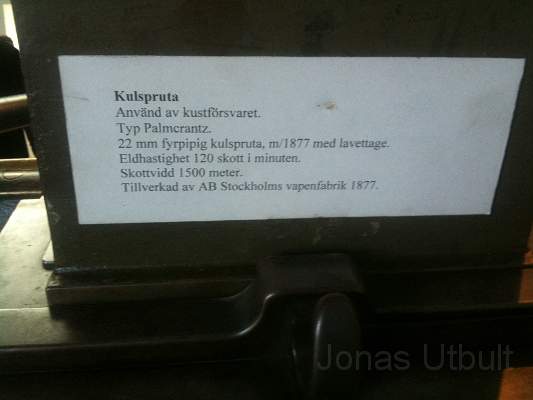 Kulspruta
Använd av kustförsvaret.
Typ Palmcrantz.
22 mm fyrpipig kulspruta, m/1877 med lavettage.
Eldhastighet 120 skott i minuten.
Skottvidd 1500 meter.
Tillverkad av AB Stockholms vapenfabrik 1877.
Jonas Utbult